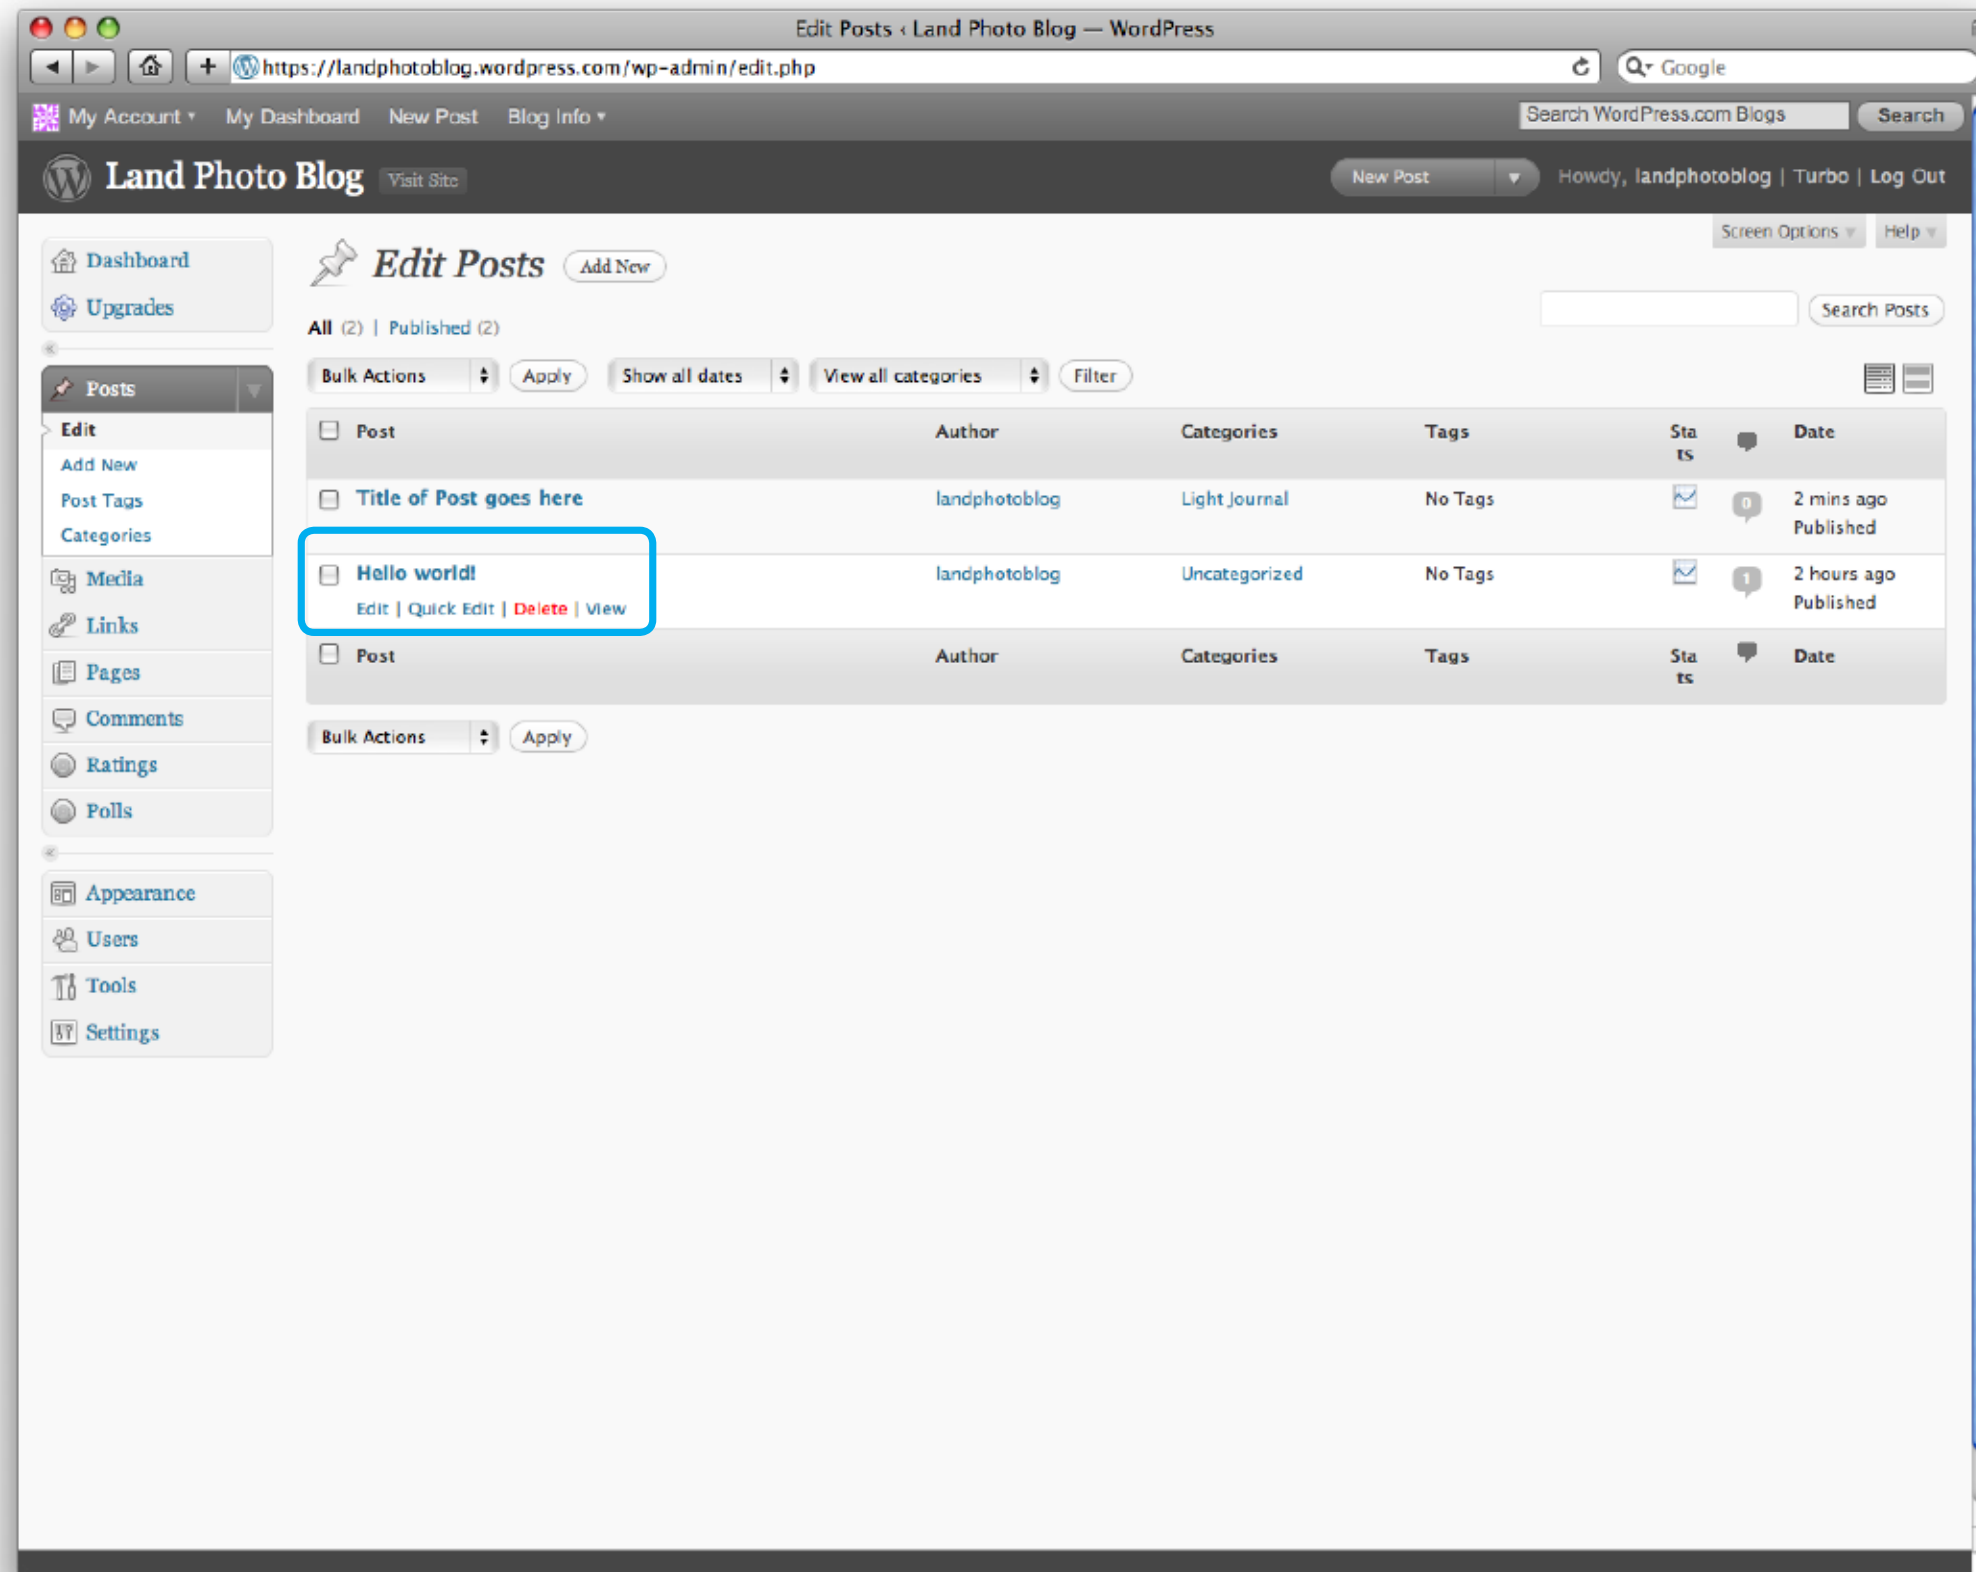 Edit Posts ‹ Land Photo Blog — WordPress
https://landphotoblog.wordpress.com/wp-admin/edit.php
Google
My Account My Dashboard New Post Blog Info
Search WordPress.com Blogs Search
Land Photo Blog Visit Site
New Post Howdy, landphotoblog | Turbo | Log Out
Screen Options Help
Dashboard
Upgrades
Posts
Edit
Add New
Post Tags
Categories
Media
Links
Pages
Comments
Ratings
Polls
Appearance
Users
Tools
Settings
Edit Posts Add New
Search Posts
All (2) | Published (2)
Bulk Actions Apply Show all dates View all categories Filter
Post Author Categories Tags Sta Date
ts
Title of Post goes here landphotoblog Light Journal No Tags 0 2 mins ago
Published
Hello world! landphotoblog Uncategorized No Tags 1 2 hours ago
Published
Edit | Quick Edit | Delete | View
Post Author Categories Tags Sta Date
ts
Bulk Actions Apply